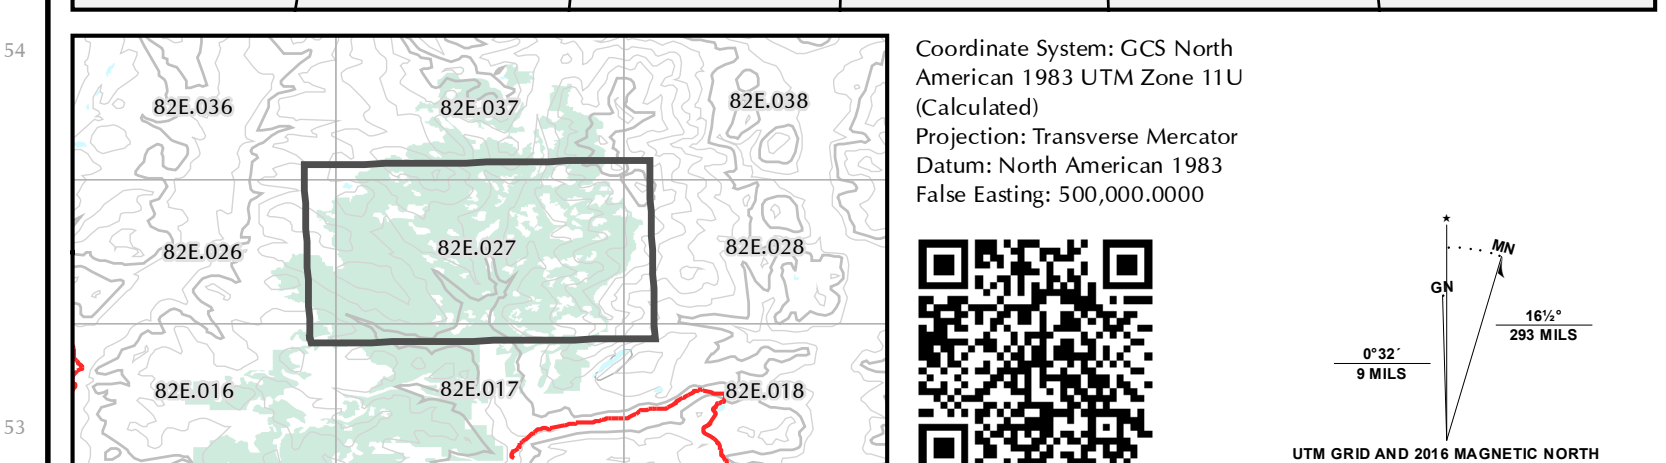 54
53
82E.036
82E.037
82E.038
82E.026
82E.027
82E.028
82E.016
82E.017
82E.018
Coordinate System: GCS North
American 1983 UTM Zone 11U
(Calculated)
Projection: Transverse Mercator
Datum: North American 1983
False Easting: 500,000.0000
MN
GN
16½°
293 MILS
0°32´
9 MILS
UTM GRID AND 2016 MAGNETIC NORTH